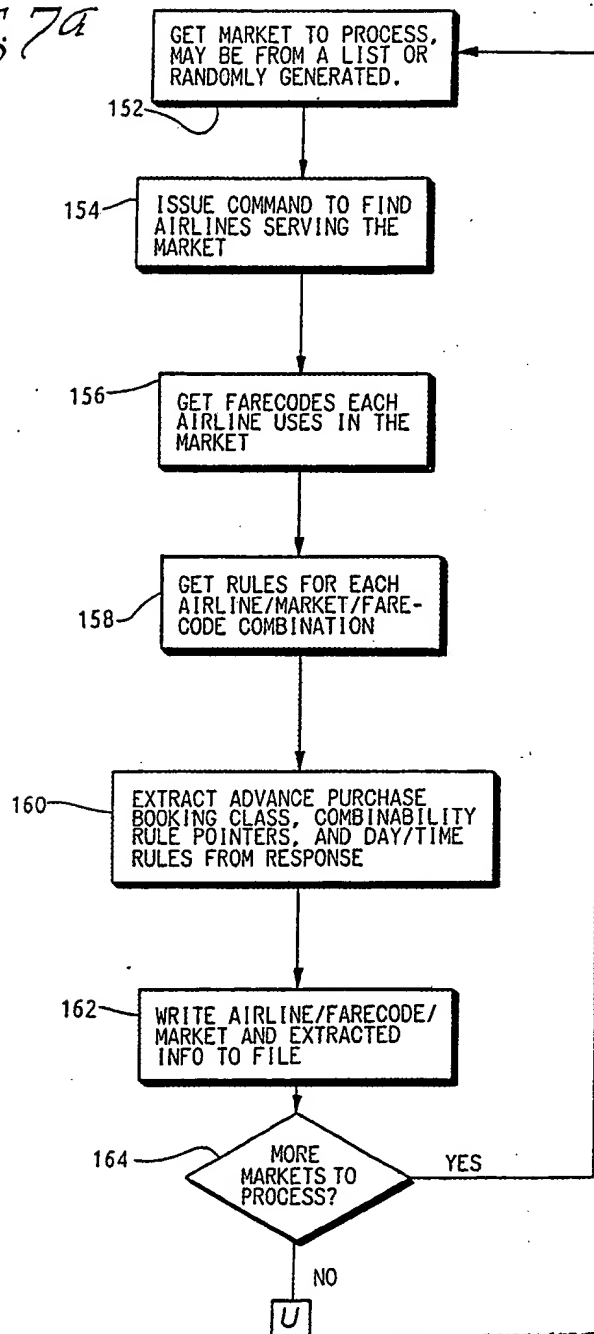 7a
GET MARKET TO PROCESS,
MAY BE FROM A LIST OR
RANDOMLY GENERATED.
152
154
ISSUE COMMAND TO FIND
AIRLINES SERVING THE
MARKET
156
GET FARECODES EACH
AIRLINE USES IN THE
MARKET
158
GET RULES FOR EACH
AIRLINE/MARKET/FARE-
CODE COMBINATION
160
EXTRACT ADVANCE PURCHASE
BOOKING CLASS, COMBINABILITY
RULE POINTERS, AND DAY/TIME
RULES FROM RESPONSE
162
WRITE AIRLINE/FARECODE/
MARKET AND EXTRACTED
INFO TO FILE
164
MORE
MARKETS TO
PROCESS?
YES
NO
U